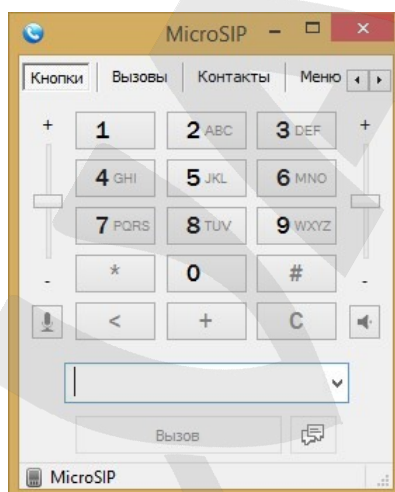 MicroSIP
Кнопки Вызовы Контакты Меню
+ 1 2 ABC 3 DEF +
4 GHI 5 JKL 6 MNO
7 PQRS 8 TUV 9 WXYZ
- * 0 # -
< + C
Вызов
MicroSIP